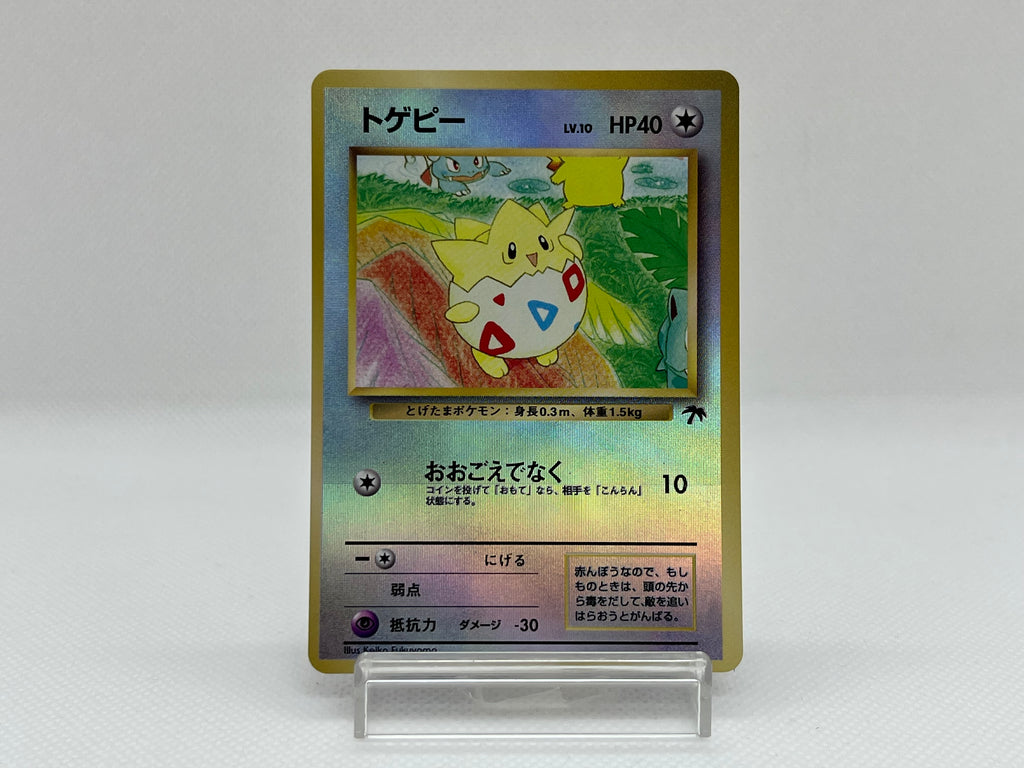 トゲピー LV.10 HP40
とげたまポケモン：身長0.3m、体重1.5kg
おおごえでなく 10
コインを投げて「おもて」なら、相手を「こんらん」
状態にする。
ー にげる
弱点
抵抗力 ダメージ -30
赤んぼうなので、もし
ものときは、頭の先か
ら毒をだして、敵を追い
はらおうとがんばる。
Illus Keiko Fukuyama